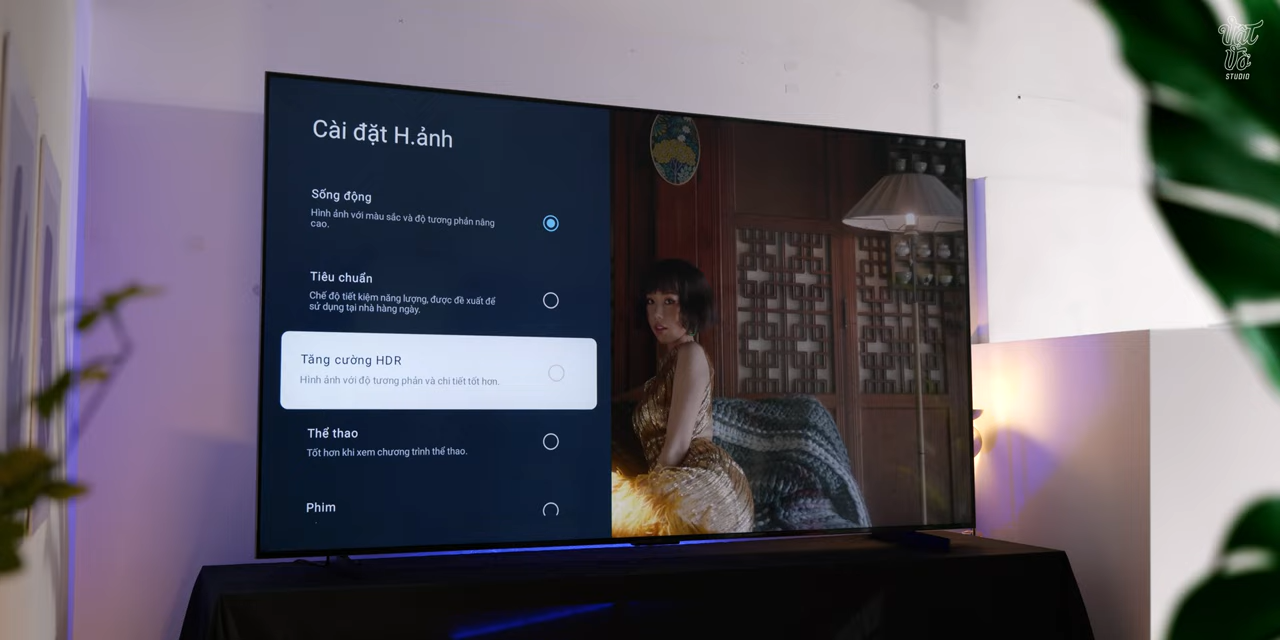 Vật
Vờ
STUDIO
Cài đặt H.ảnh
Sống động
Hình ảnh với màu sắc và độ tương phản nâng
cao.
Tiêu chuẩn
Chế độ tiết kiệm năng lượng, được đề xuất để
sử dụng tại nhà hàng ngày.
Tăng cường HDR
Hình ảnh với độ tương phản và chi tiết tốt hơn.
Thể thao
Tốt hơn khi xem chương trình thể thao.
Phim